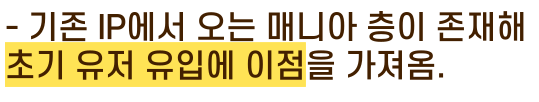 - 기존 IP에서 오는 매니아 층이 존재해
초기 유저 유입에 이점을 가져옴.